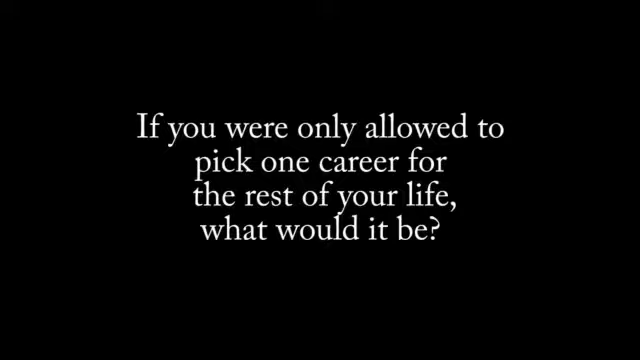 If you were only allowed to
pick one career for
the rest of your life,
what would it be?